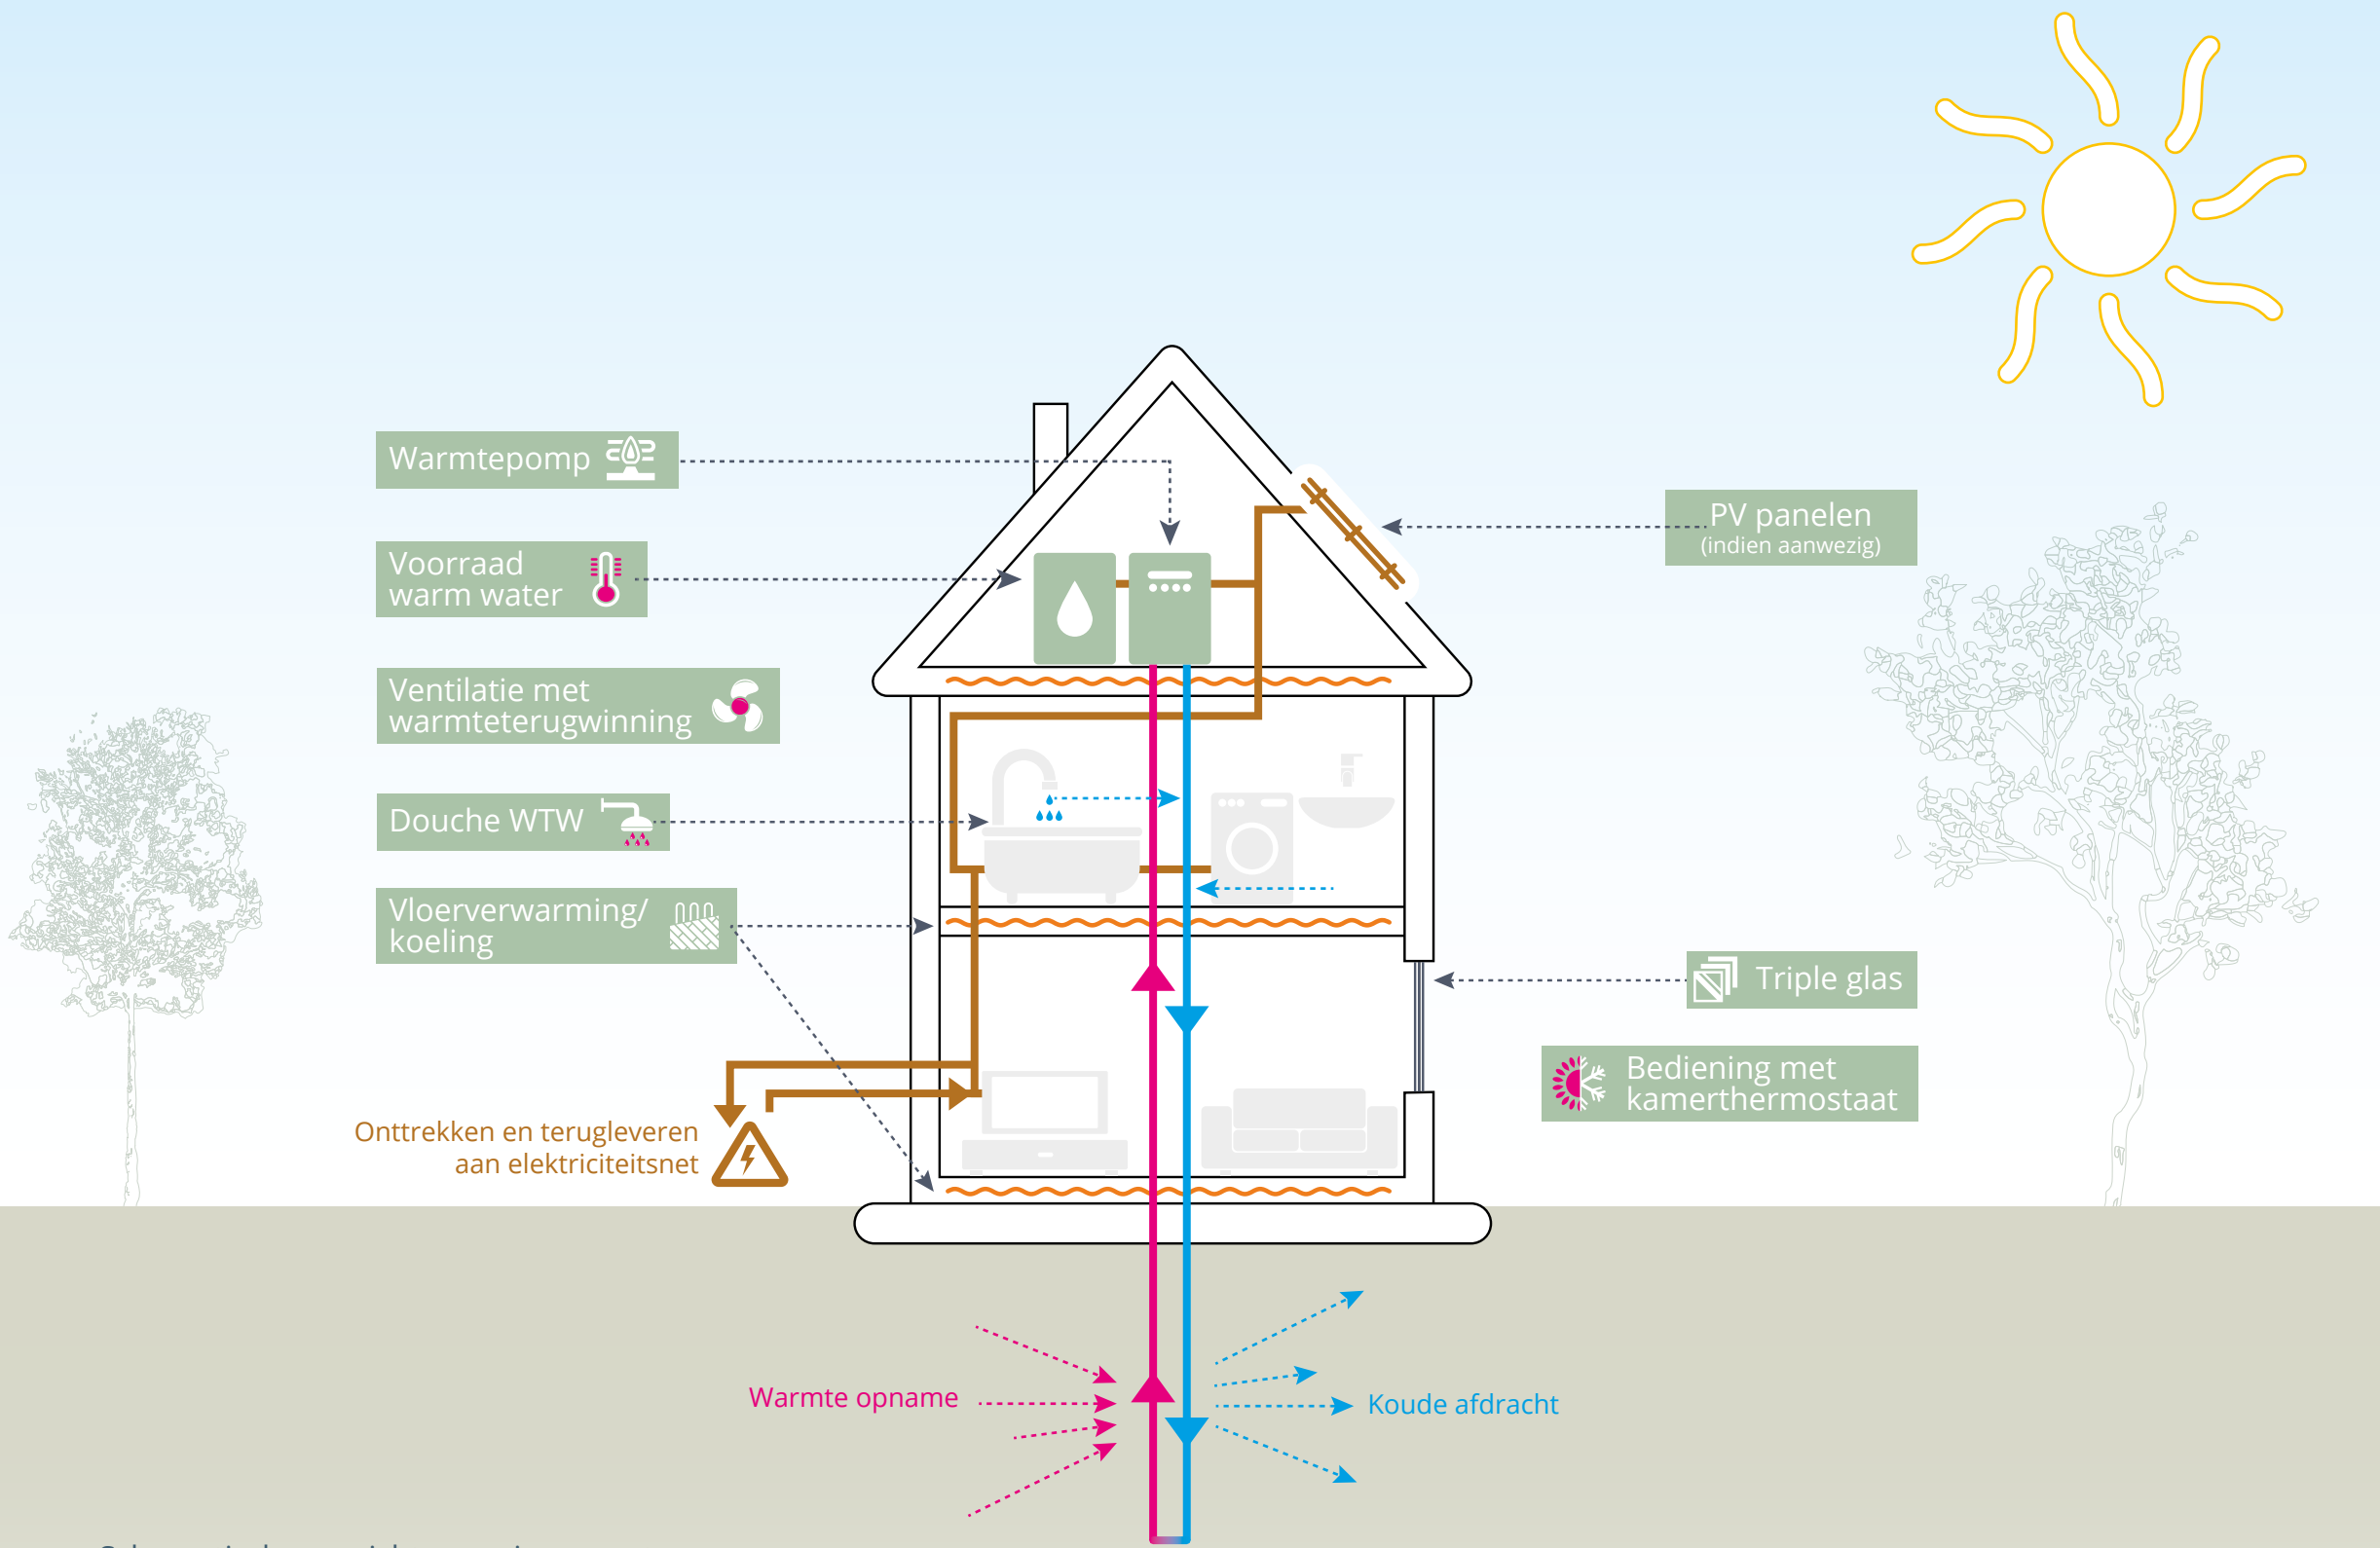 Warmtepomp
Voorraad
warm water
Ventilatie met
warmteterugwinning
Douche WTW
Vloerverwarming/
koeling
Onttrekken en terugleveren
aan elektriciteitsnet
PV panelen
(indien aanwezig)
Triple glas
Bediening met
kamerthermostaat
Warmte opname
Koude afdracht